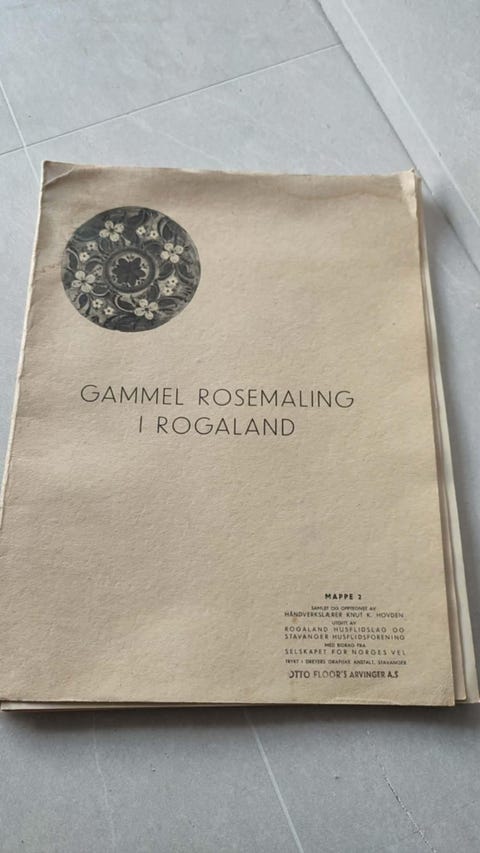 GAMMEL ROSEMALING
I ROGALAND
MAPPE 2
SAMLET OG OPPTEGNET AV
HÅNDVERKSLÆRER KNUT K. HOVDEN
UTGITT AV
ROGALAND HUSFLIDSLAG OG
STAVANGER HUSFLIDSFORENING
MED BIDRAG FRA
SELSKAPET FOR NORGES VEL
TRYKT I DREYERS GRAFISKE ANSTALT, STAVANGER
OTTO FLOOR'S ARVINGER A.S